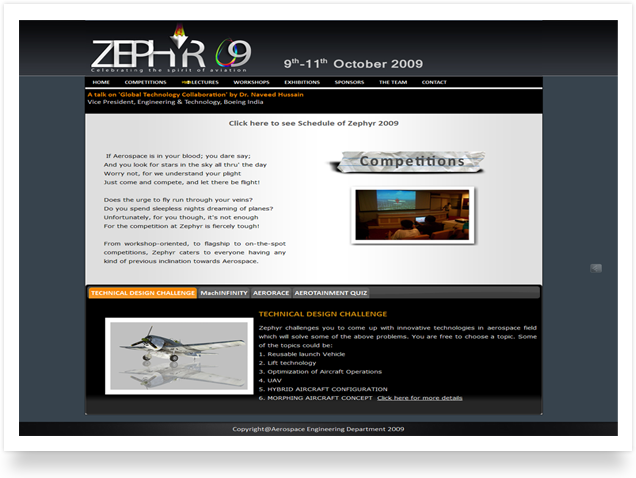 ZEPHYR 09
Celebrating the spirit of aviation
9th-11th October 2009
HOME COMPETITIONS LECTURES WORKSHOPS EXHIBITIONS SPONSORS THE TEAM CONTACT
A talk on 'Global Technology Collaboration' by Dr. Naveed Hussain
Vice President, Engineering & Technology, Boeing India
Click here to see Schedule of Zephyr 2009
If Aerospace is in your blood; you dare say;
And you look for stars in the sky all thru' the day
Worry not, for we understand your plight
Just come and compete, and let there be flight!
Does the urge to fly run through your veins?
Do you spend sleepless nights dreaming of planes?
Unfortunately, for you though, it's not enough
For the competition at Zephyr is fiercely tough!
From workshop-oriented, to flagship to on-the-spot
competitions, Zephyr caters to everyone having any
kind of previous inclination towards Aerospace.
Competitions
TECHNICAL DESIGN CHALLENGE MachINFINITY AERORACE AEROTAINMENT QUIZ
TECHNICAL DESIGN CHALLENGE
Zephyr challenges you to come up with innovative technologies in aerospace field
which will solve some of the above problems. You are free to choose a topic. Some
of the topics could be:
1. Reusable launch Vehicle
2. Lift technology
3. Optimization of Aircraft Operations
4. UAV
5. HYBRID AIRCRAFT CONFIGURATION
6. MORPHING AIRCRAFT CONCEPT Click here for more details
Copyright@Aerospace Engineering Department 2009